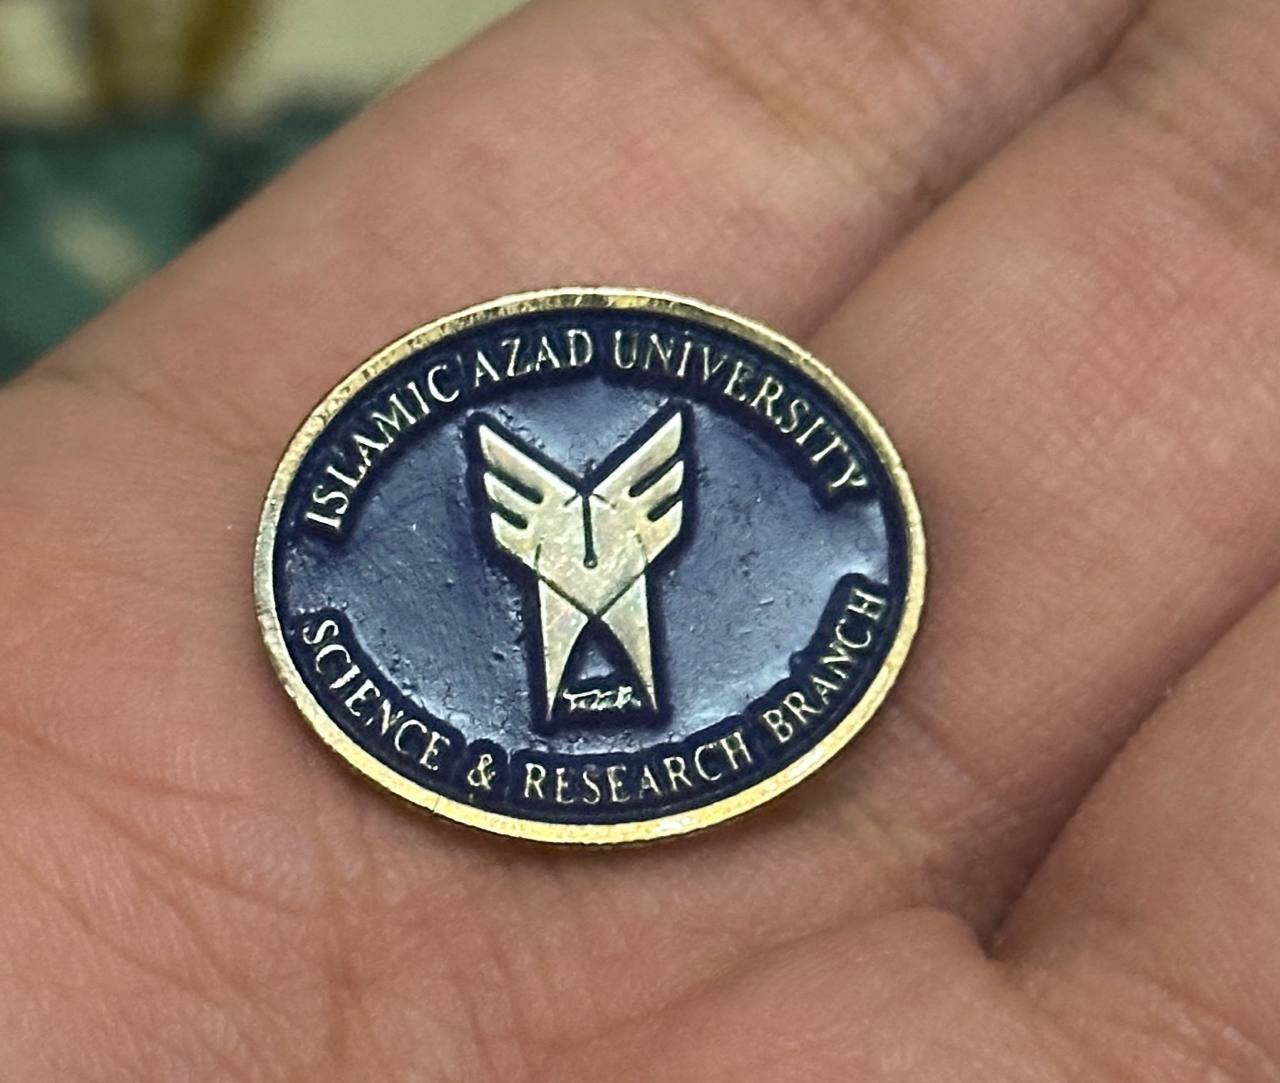 ISLAMIC AZAD UNIVERSITY
SCIENCE & RESEARCH BRANCH